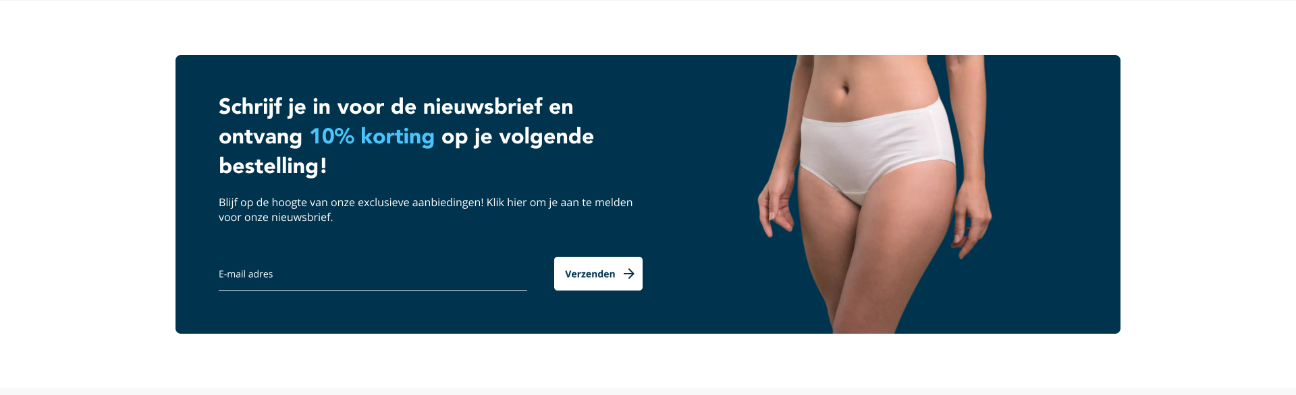 Schrijf je in voor de nieuwsbrief en
ontvang 10% korting op je volgende
bestelling!
Blijf op de hoogte van onze exclusieve aanbiedingen! Klik hier om je aan te melden
voor onze nieuwsbrief.
E-mail adres
Verzenden